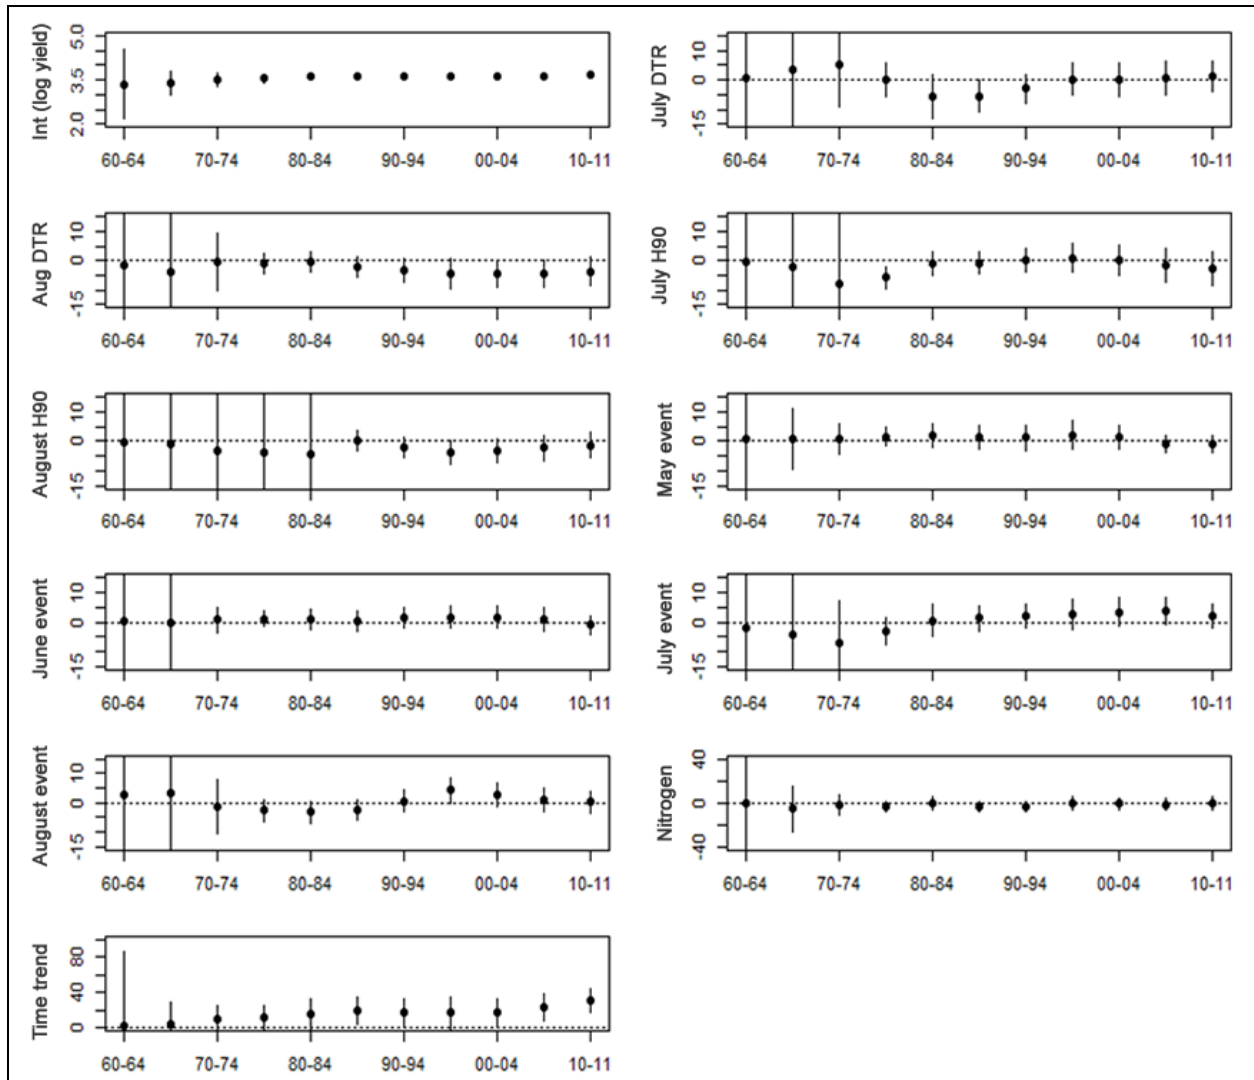 Int (log yield)
5.0
3.5
2.0
60-64 70-74 80-84 90-94 00-04 10-11
July DTR
10
0
-15
60-64 70-74 80-84 90-94 00-04 10-11
Aug DTR
10
0
-15
60-64 70-74 80-84 90-94 00-04 10-11
July H90
10
0
-15
60-64 70-74 80-84 90-94 00-04 10-11
August H90
10
0
-15
60-64 70-74 80-84 90-94 00-04 10-11
May event
10
0
-15
60-64 70-74 80-84 90-94 00-04 10-11
June event
10
0
-15
60-64 70-74 80-84 90-94 00-04 10-11
July event
10
0
-15
60-64 70-74 80-84 90-94 00-04 10-11
August event
10
0
-15
60-64 70-74 80-84 90-94 00-04 10-11
Nitrogen
40
0
-40
60-64 70-74 80-84 90-94 00-04 10-11
Time trend
80
40
0
60-64 70-74 80-84 90-94 00-04 10-11